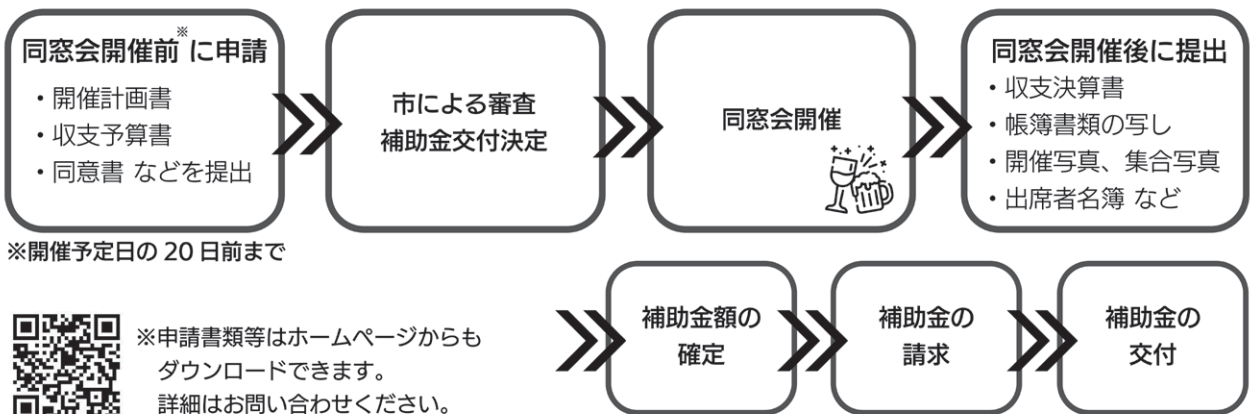 同窓会開催前※に申請
・開催計画書
・収支予算書
・同意書 などを提出
市による審査
補助金交付決定
同窓会開催
同窓会開催後に提出
・収支決算書
・帳簿書類の写し
・開催写真、集合写真
・出席者名簿 など
※開催予定日の 20 日前まで
補助金額の
確定
補助金の
請求
補助金の
交付
※申請書類等はホームページからも
ダウンロードできます。
詳細はお問い合わせください。